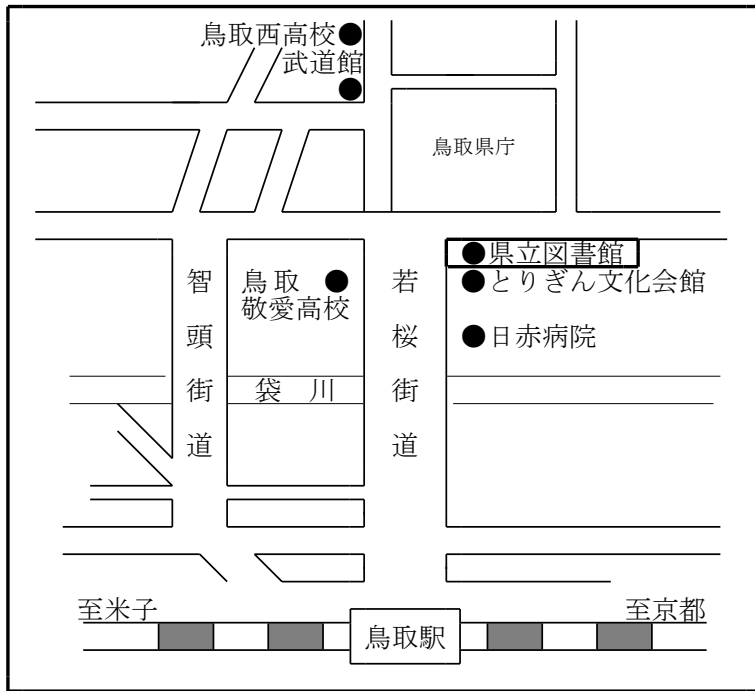 鳥取西高校
武道館
鳥取県庁
県立図書館
とりぎん文化会館
日赤病院
鳥取
敬愛高校
智頭街道
若桜街道
袋川
至米子
至京都
鳥取駅